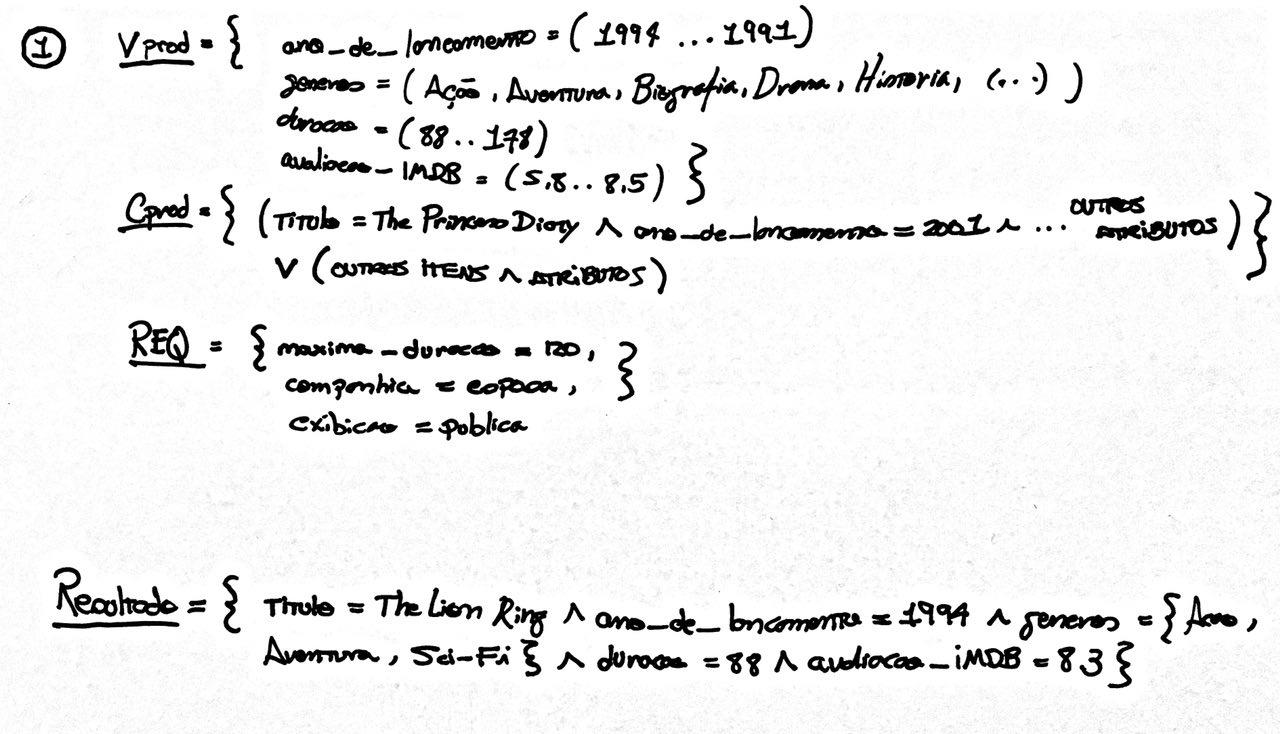 ① Vprod = { ano_de_lancamento = ( 1994 ... 1991 )
generos = ( Ação , Aventura, Biografia, Drama, Historia, (...) )
duracao = ( 88 .. 178 )
avaliacao_IMDB = ( 5.8 .. 8.5 ) }
Cprod = { ( Titulo = The Princess Diary ∧ ano_de_lancamento = 2001 ∧ ... OUTROS ATRIBUTOS ) }
V ( OUTROS ITENS ∧ ATRIBUTOS )
REQ = { maxima_duracao = 120 , }
companhia = esposa ,
exibicao = publica
Resultado = { Titulo = The Lion Ring ∧ ano_de_lancamento = 1994 ∧ generos = { Acao ,
Aventura , Sci-Fi } ∧ duracao = 88 ∧ avaliacao_iMDB = 8.3 }